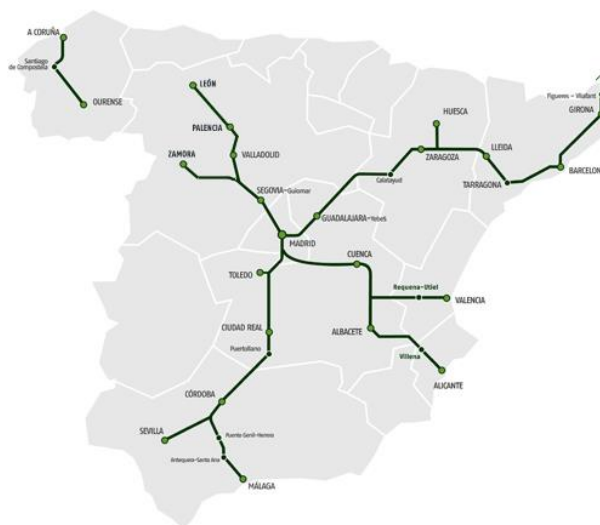 A CORUÑA
Santiago
de Compostela
OURENSE
LEÓN
PALENCIA
VALLADOLID
ZAMORA
SEGOVIA-Guiomar
HUESCA
Figueres - Vilafant
GIRONA
LLEIDA
ZARAGOZA
BARCELON
Calatayud
TARRAGONA
GUADALAJARA-Yebes
MADRID
CUENCA
TOLEDO
Requena-Utiel
VALENCIA
CIUDAD REAL
ALBACETE
Puertollano
Villena
ALICANTE
CÓRDOBA
SEVILLA
Puente Genil-Herrera
Antequera-Santa Ana
MÁLAGA